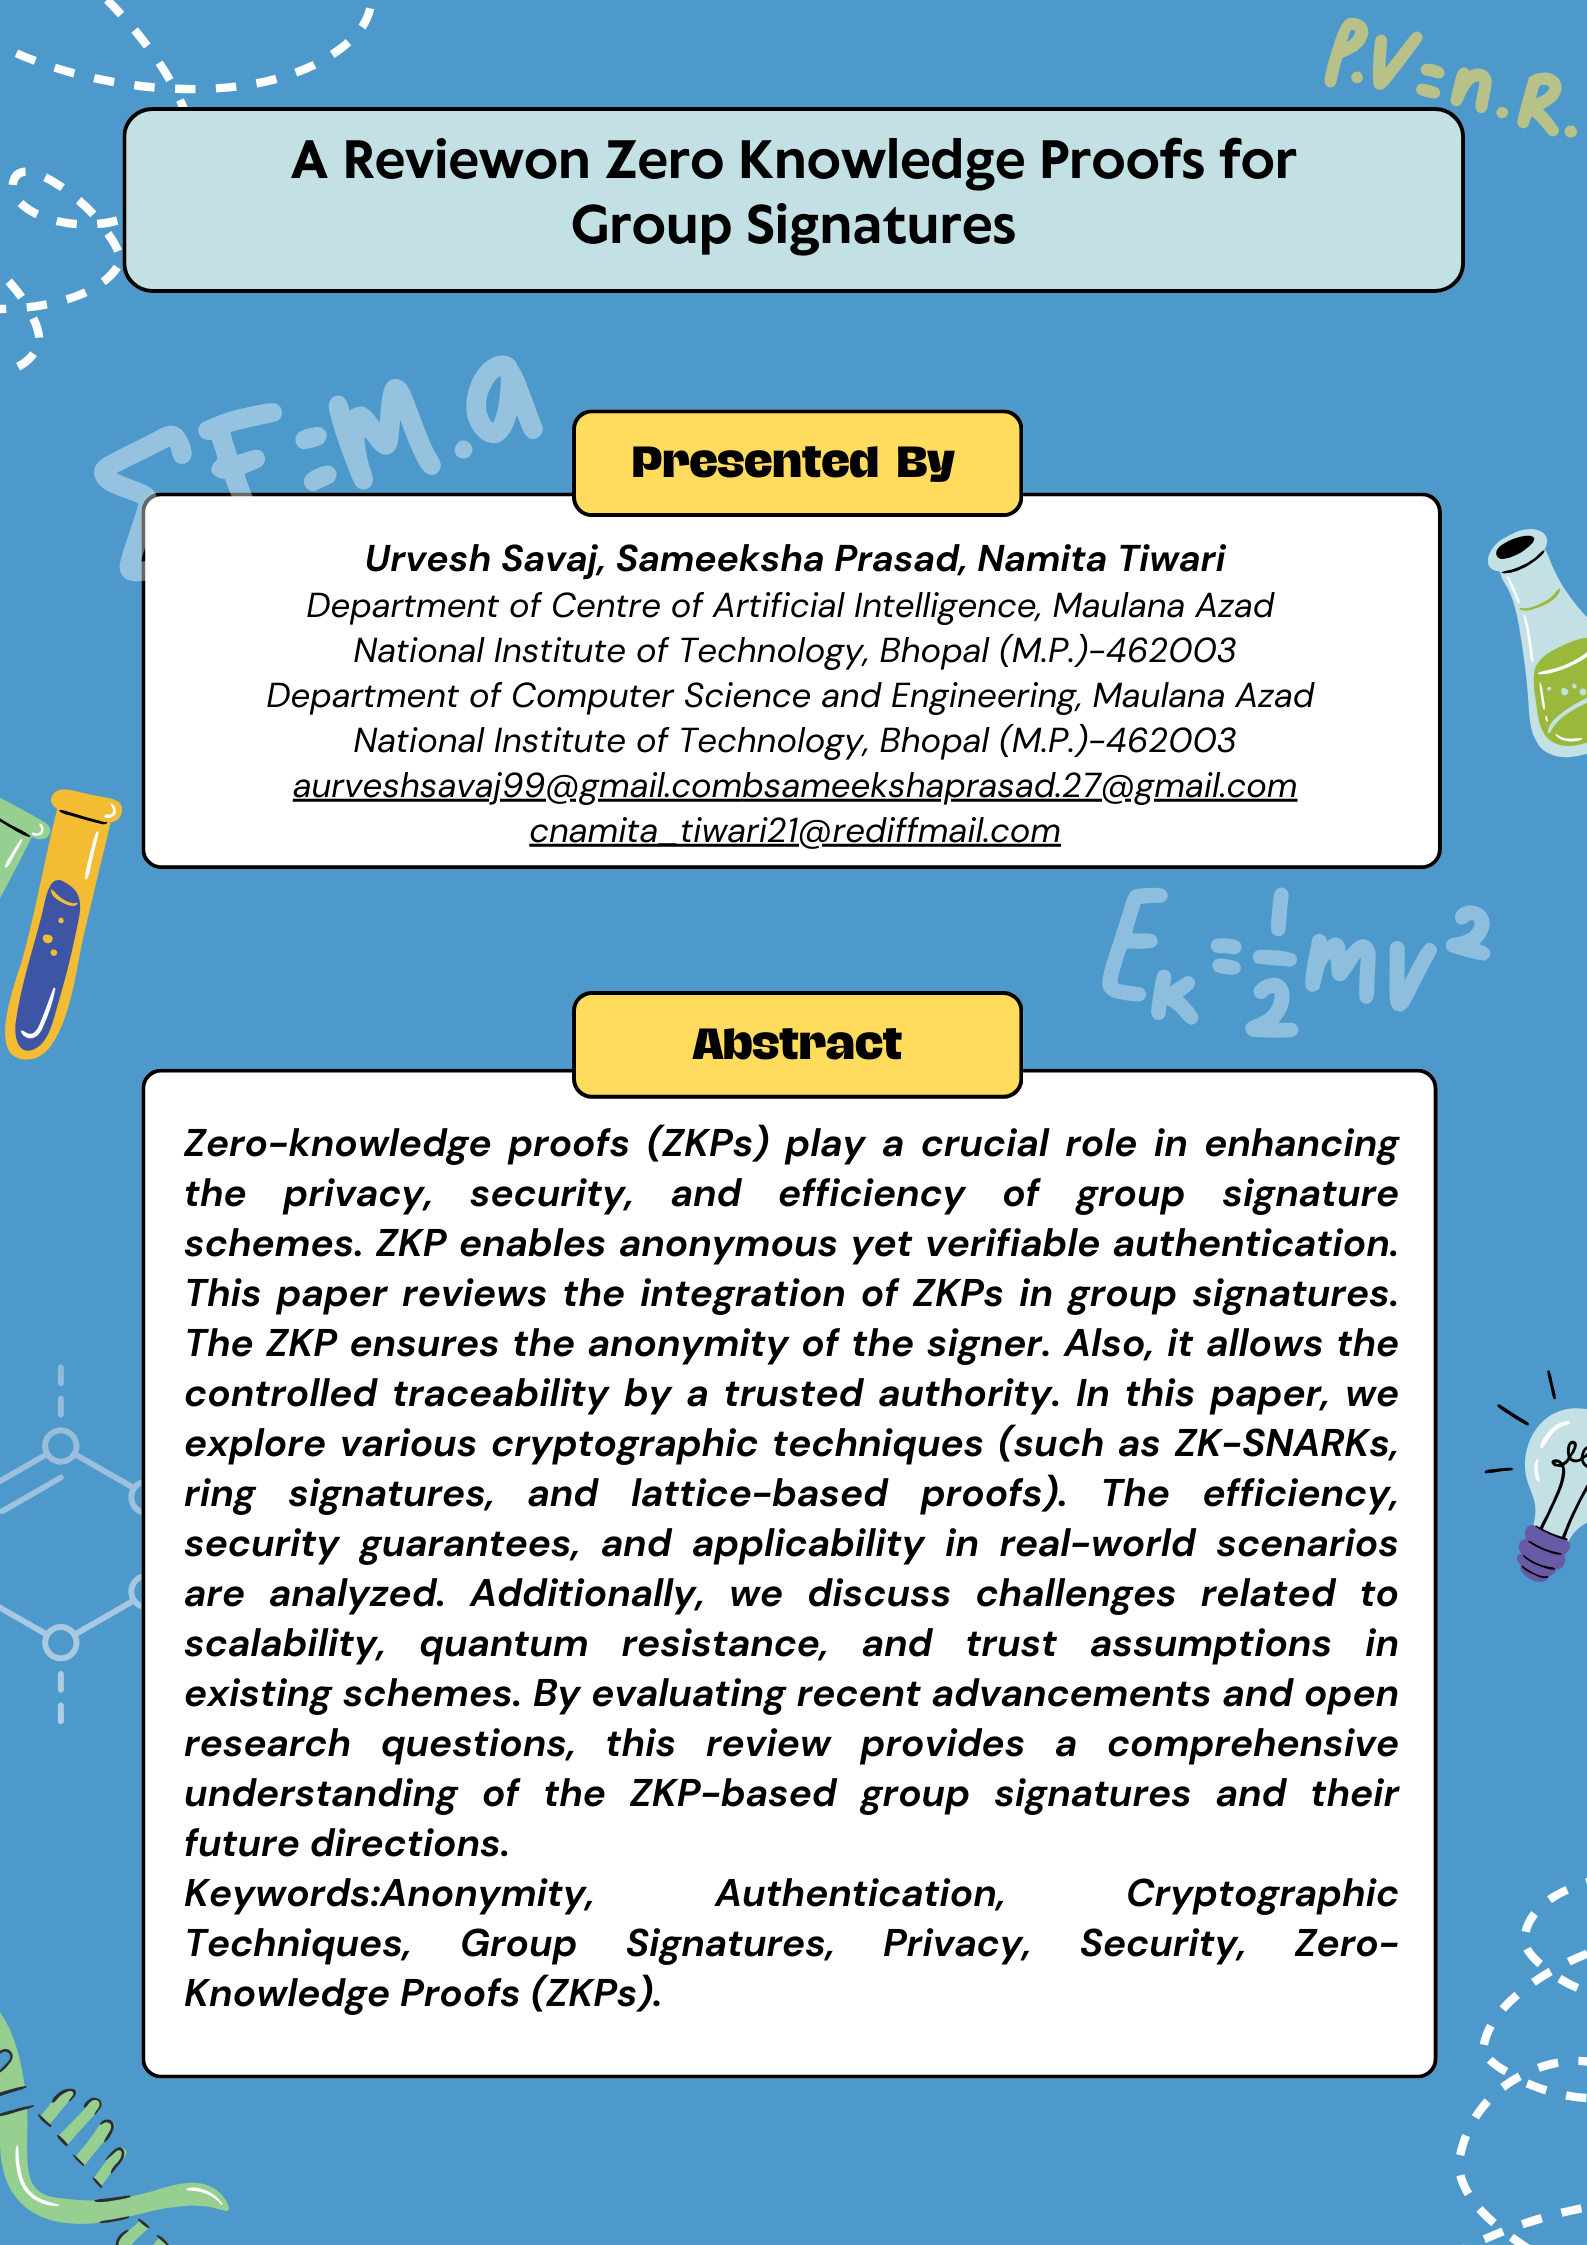 P.V=n.R.
A Reviewon Zero Knowledge Proofs for
Group Signatures
ΣF=M.a
Presented By
Urvesh Savaj, Sameeksha Prasad, Namita Tiwari
Department of Centre of Artificial Intelligence, Maulana Azad
National Institute of Technology, Bhopal (M.P.)-462003
Department of Computer Science and Engineering, Maulana Azad
National Institute of Technology, Bhopal (M.P.)-462003
aurveshsavaj99@gmail.combsameekshaprasad.27@gmail.com
cnamita_tiwari21@rediffmail.com
Eₖ=½mv²
Abstract
Zero-knowledge proofs (ZKPs) play a crucial role in enhancing
the privacy, security, and efficiency of group signature
schemes. ZKP enables anonymous yet verifiable authentication.
This paper reviews the integration of ZKPs in group signatures.
The ZKP ensures the anonymity of the signer. Also, it allows the
controlled traceability by a trusted authority. In this paper, we
explore various cryptographic techniques (such as ZK-SNARKs,
ring signatures, and lattice-based proofs). The efficiency,
security guarantees, and applicability in real-world scenarios
are analyzed. Additionally, we discuss challenges related to
scalability, quantum resistance, and trust assumptions in
existing schemes. By evaluating recent advancements and open
research questions, this review provides a comprehensive
understanding of the ZKP-based group signatures and their
future directions.
Keywords:Anonymity, Authentication, Cryptographic
Techniques, Group Signatures, Privacy, Security, Zero-
Knowledge Proofs (ZKPs).